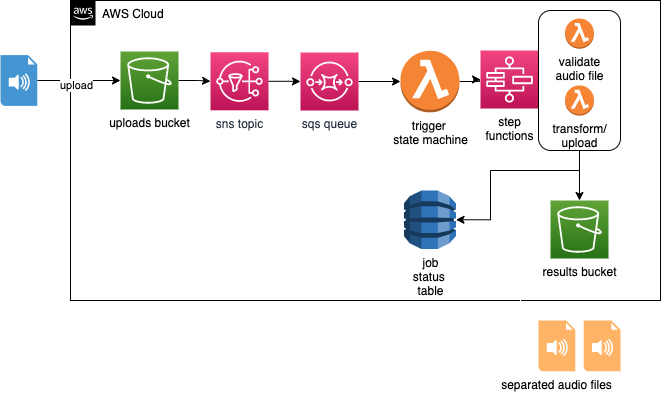 aws
AWS Cloud
upload
uploads bucket
sns topic
sqs queue
trigger
state machine
step
functions
validate
audio file
transform/
upload
job
status
table
results bucket
separated audio files